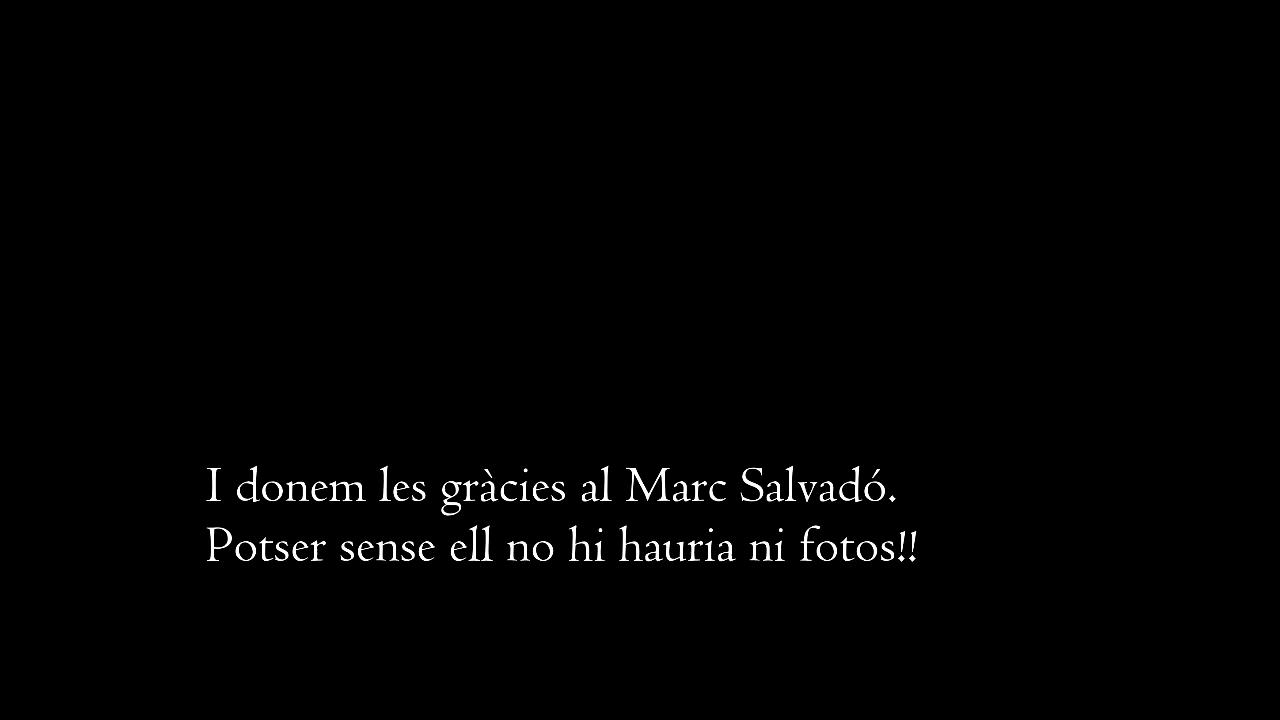 I donem les gràcies al Marc Salvadó.
Potser sense ell no hi hauria ni fotos!!